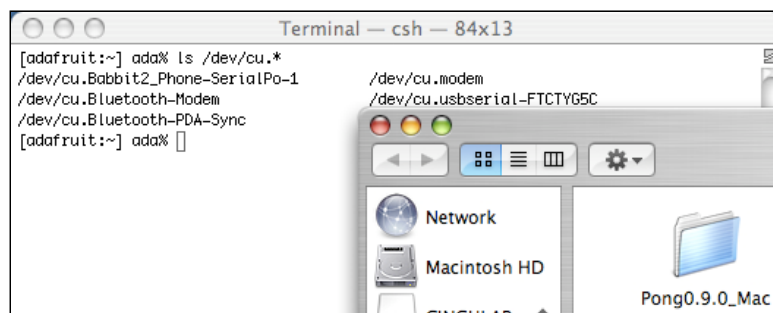 Terminal — csh — 84x13
[adafruit:~] ada% ls /dev/cu.*
/dev/cu.Babbit2_Phone-SerialPo-1 /dev/cu.modem
/dev/cu.Bluetooth-Modem /dev/cu.usbserial-FTCTYG5C
/dev/cu.Bluetooth-PDA-Sync
[adafruit:~] ada%
Network
Macintosh HD
Pong0.9.0_Mac